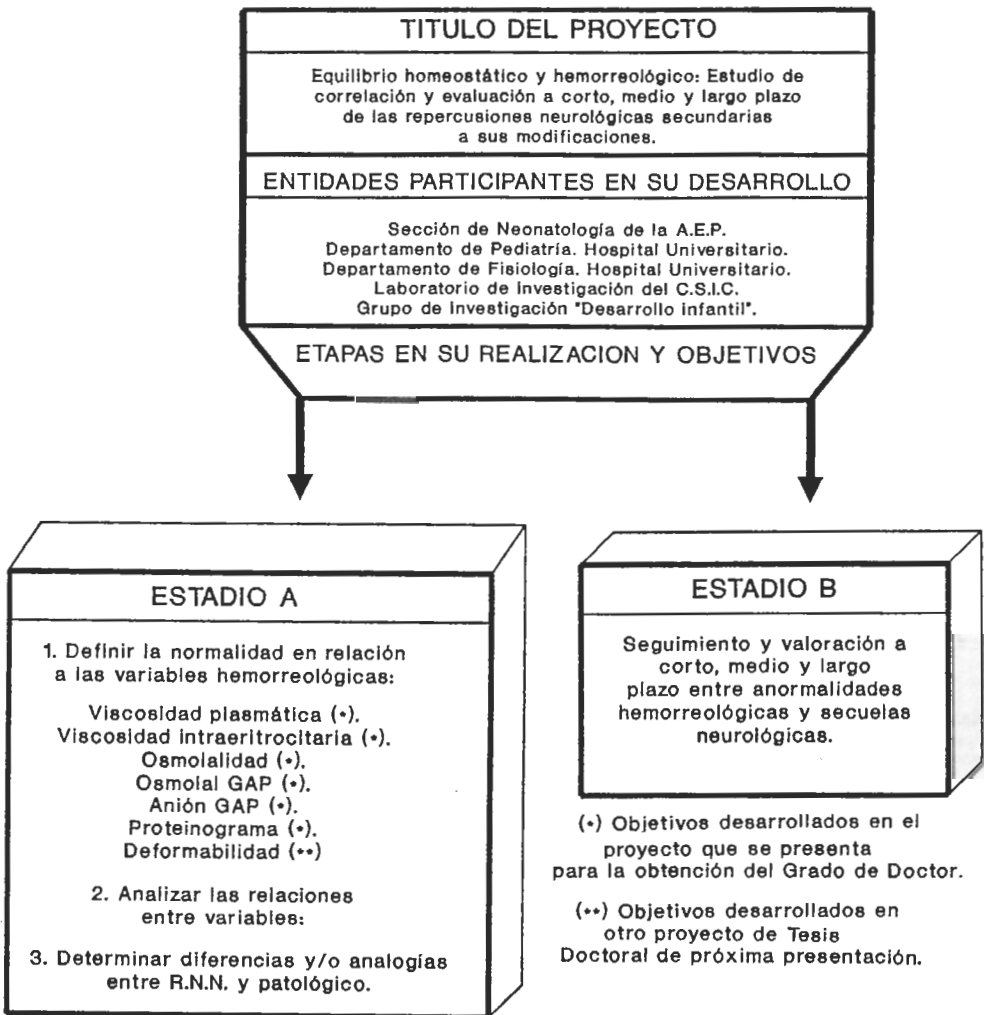 TITULO DEL PROYECTO
Equilibrio homeostático y hemorreológico: Estudio de
correlación y evaluación a corto, medio y largo plazo
de las repercusiones neurológicas secundarias
a sus modificaciones.
ENTIDADES PARTICIPANTES EN SU DESARROLLO
Sección de Neonatología de la A.E.P.
Departamento de Pediatría. Hospital Universitario.
Departamento de Fisiología. Hospital Universitario.
Laboratorio de Investigación del C.S.I.C.
Grupo de Investigación "Desarrollo infantil".
ETAPAS EN SU REALIZACION Y OBJETIVOS
ESTADIO A
1. Definir la normalidad en relación
a las variables hemorreológicas:
Viscosidad plasmática (*).
Viscosidad intraeritrocitaria (*).
Osmolalidad (*).
Osmolal GAP (*).
Anión GAP (*).
Proteinograma (*).
Deformabilidad (**)
2. Analizar las relaciones
entre variables:
3. Determinar diferencias y/o analogías
entre R.N.N. y patológico.
ESTADIO B
Seguimiento y valoración a
corto, medio y largo
plazo entre anormalidades
hemorreológicas y secuelas
neurológicas.
(*) Objetivos desarrollados en el
proyecto que se presenta
para la obtención del Grado de Doctor.
(**) Objetivos desarrollados en
otro proyecto de Tesis
Doctoral de próxima presentación.